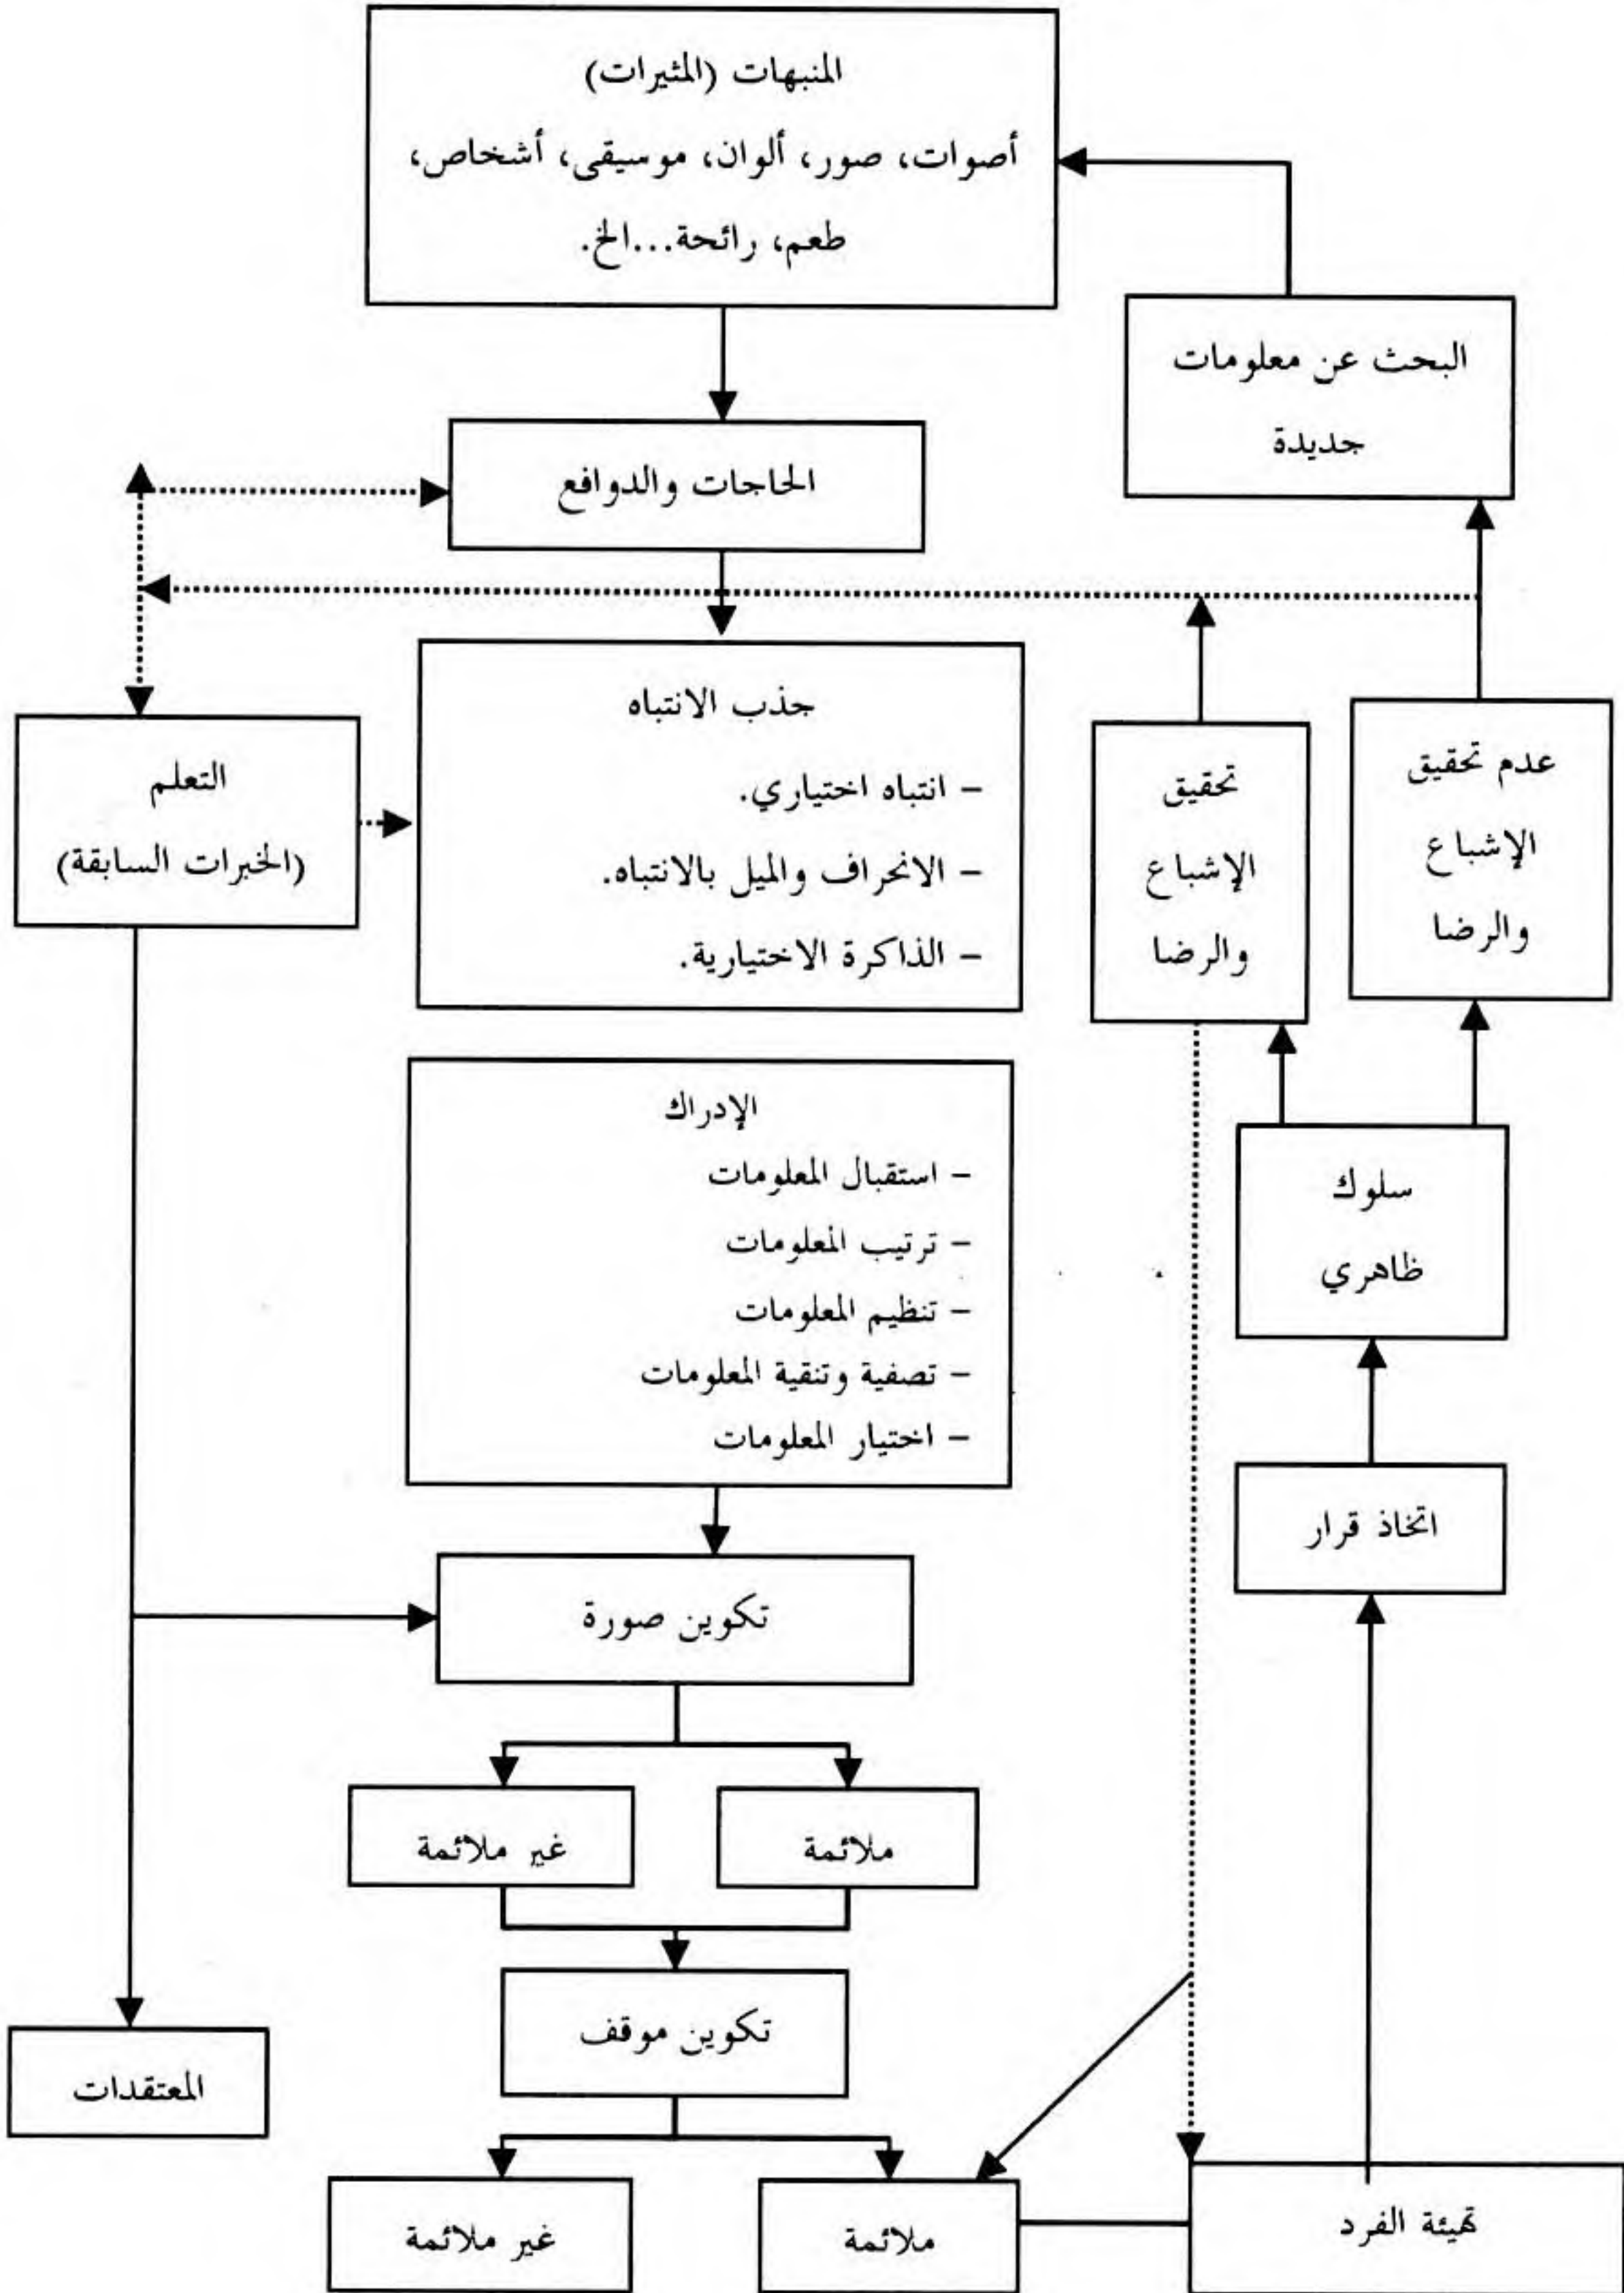 المنبهات (المثيرات)
أصوات، صور، ألوان، موسيقى، أشخاص،
طعم، رائحة...الخ.
البحث عن معلومات
جديدة
الحاجات والدوافع
جذب الانتباه
- انتباه اختياري.
- الانحراف والميل بالانتباه.
- الذاكرة الاختيارية.
التعلم
(الخبرات السابقة)
تحقيق
الإشباع
والرضا
عدم تحقيق
الإشباع
والرضا
الإدراك
- استقبال المعلومات
- ترتيب المعلومات
- تنظيم المعلومات
- تصفية وتنقية المعلومات
- اختيار المعلومات
سلوك
ظاهري
اتخاذ قرار
تكوين صورة
ملائمة
غير ملائمة
تكوين موقف
المعتقدات
تهيئة الفرد
ملائمة
غير ملائمة